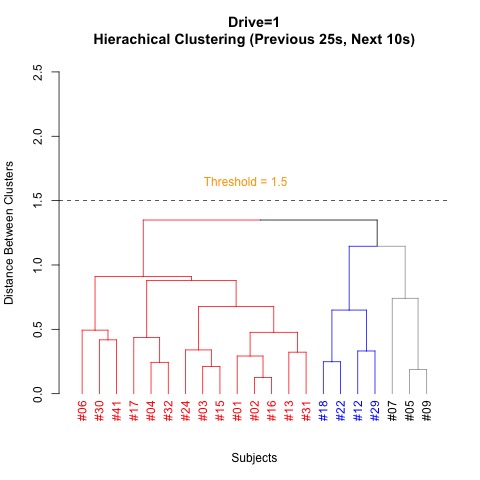 Drive=1
Hierachical Clustering (Previous 25s, Next 10s)
Distance Between Clusters
2.5
2.0
1.5
1.0
0.5
0.0
Threshold = 1.5
#06 #30 #41 #17 #04 #32 #24 #03 #15 #01 #02 #16 #13 #31 #18 #22 #12 #29 #07 #05 #09
Subjects